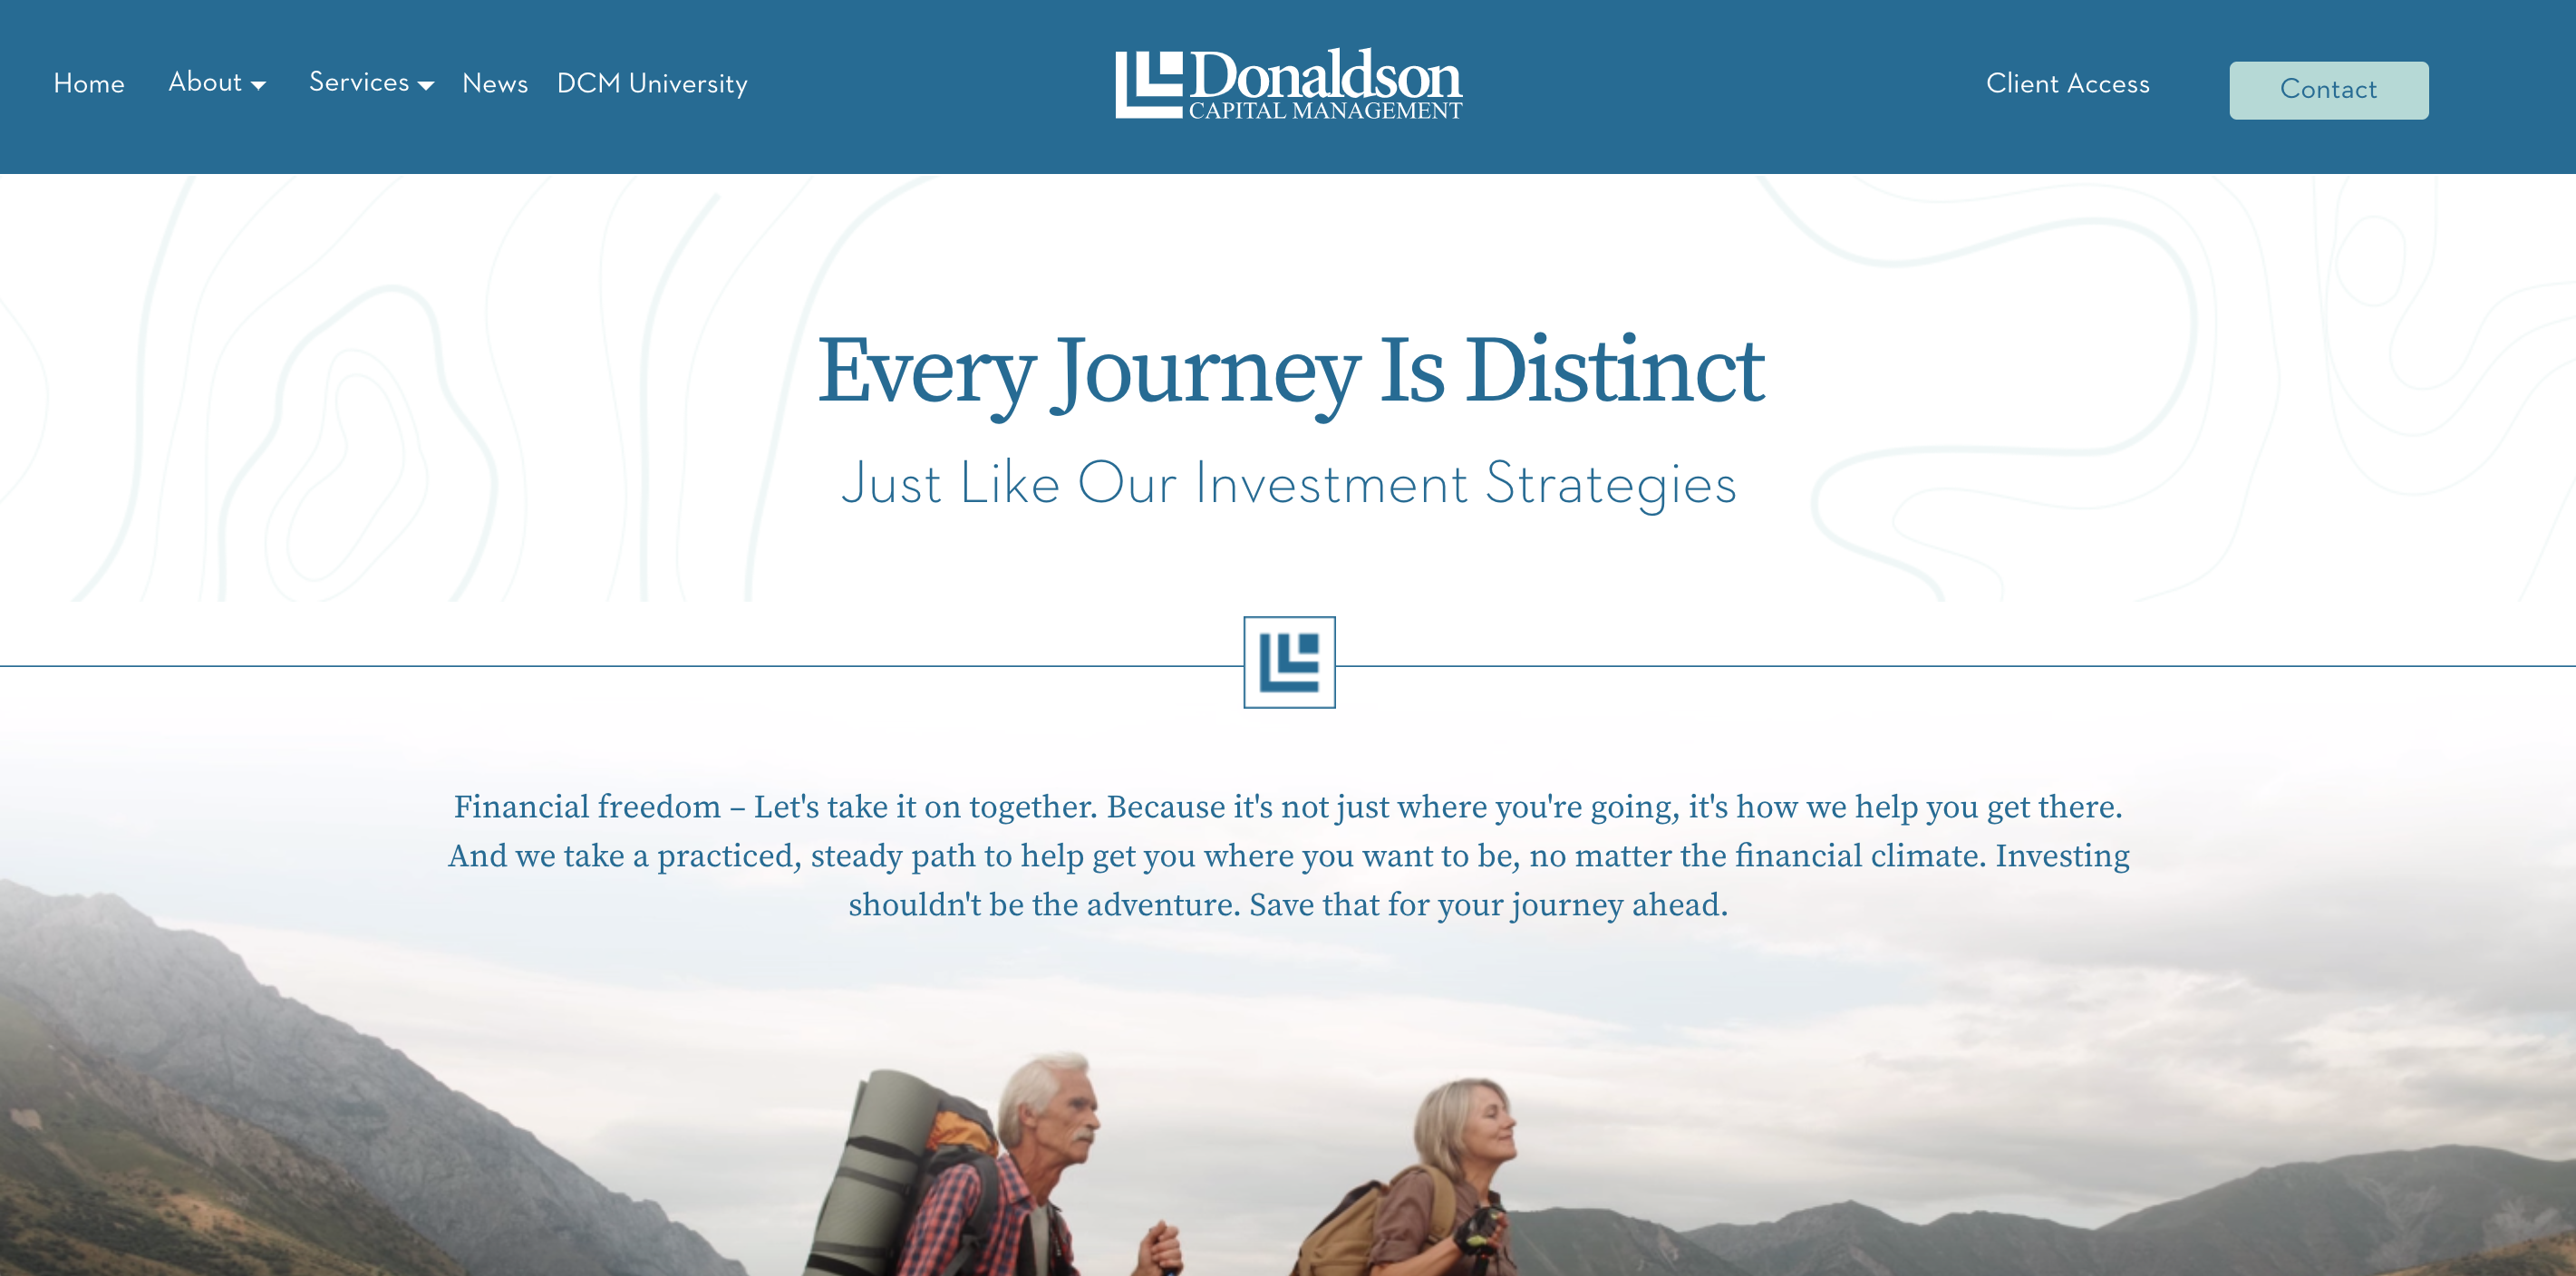 Home About Services News DCM University
Donaldson
CAPITAL MANAGEMENT
Client Access
Contact
Every Journey Is Distinct
Just Like Our Investment Strategies
Financial freedom – Let's take it on together. Because it's not just where you're going, it's how we help you get there.
And we take a practiced, steady path to help get you where you want to be, no matter the financial climate. Investing
shouldn't be the adventure. Save that for your journey ahead.